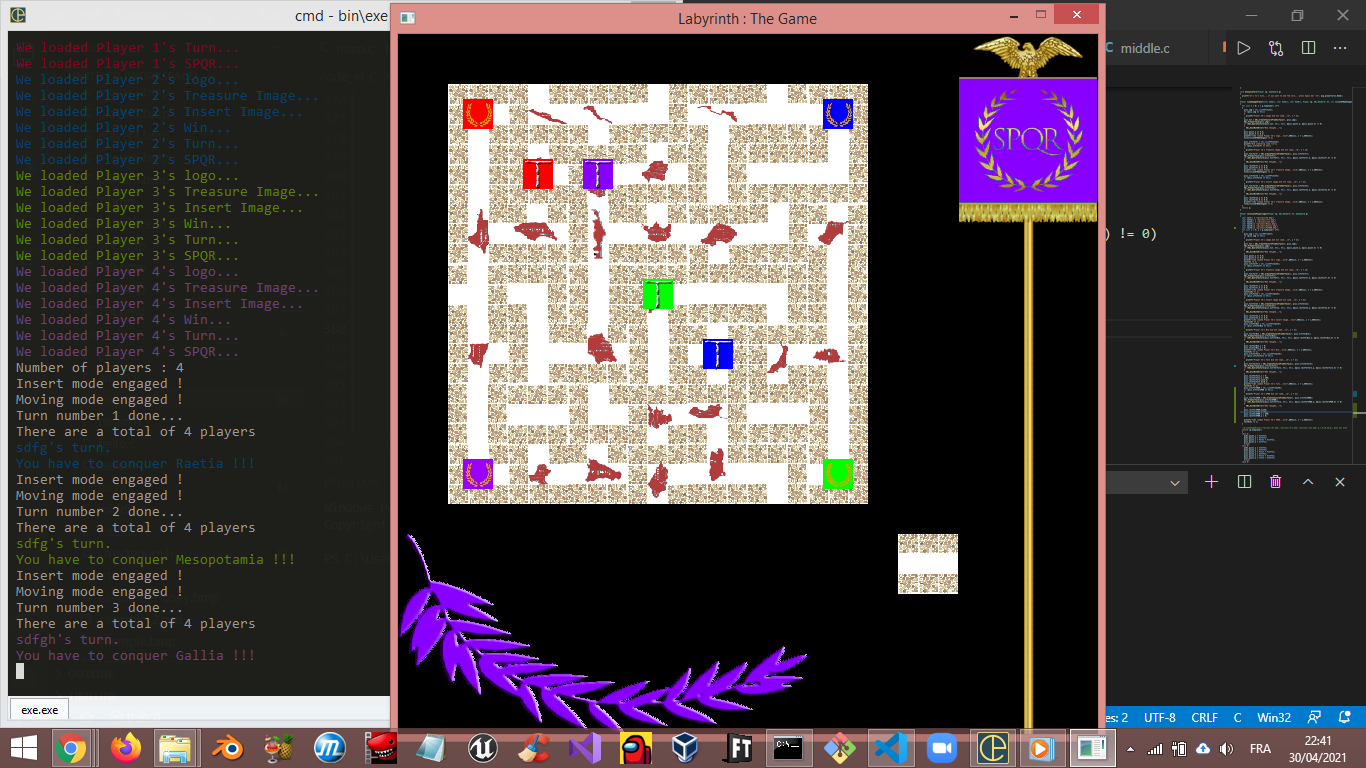 cmd - bin\exe
Labyrinth : The Game
We loaded Player 1's Turn...
We loaded Player 1's SPQR...
We loaded Player 2's logo...
We loaded Player 2's Treasure Image...
We loaded Player 2's Insert Image...
We loaded Player 2's Win...
We loaded Player 2's Turn...
We loaded Player 2's SPQR...
We loaded Player 3's logo...
We loaded Player 3's Treasure Image...
We loaded Player 3's Insert Image...
We loaded Player 3's Win...
We loaded Player 3's Turn...
We loaded Player 3's SPQR...
We loaded Player 4's logo...
We loaded Player 4's Treasure Image...
We loaded Player 4's Insert Image...
We loaded Player 4's Win...
We loaded Player 4's Turn...
We loaded Player 4's SPQR...
Number of players : 4
Insert mode engaged !
Moving mode engaged !
Turn number 1 done...
There are a total of 4 players
sdfg's turn.
You have to conquer Raetia !!!
Insert mode engaged !
Moving mode engaged !
Turn number 2 done...
There are a total of 4 players
sdfg's turn.
You have to conquer Mesopotamia !!!
Insert mode engaged !
Moving mode engaged !
Turn number 3 done...
There are a total of 4 players
sdfgh's turn.
You have to conquer Gallia !!!
exe.exe
SPQR
C middle.c
) != 0)
es: 2 UTF-8 CRLF C Win32
FT
FRA
22:41
30/04/2021